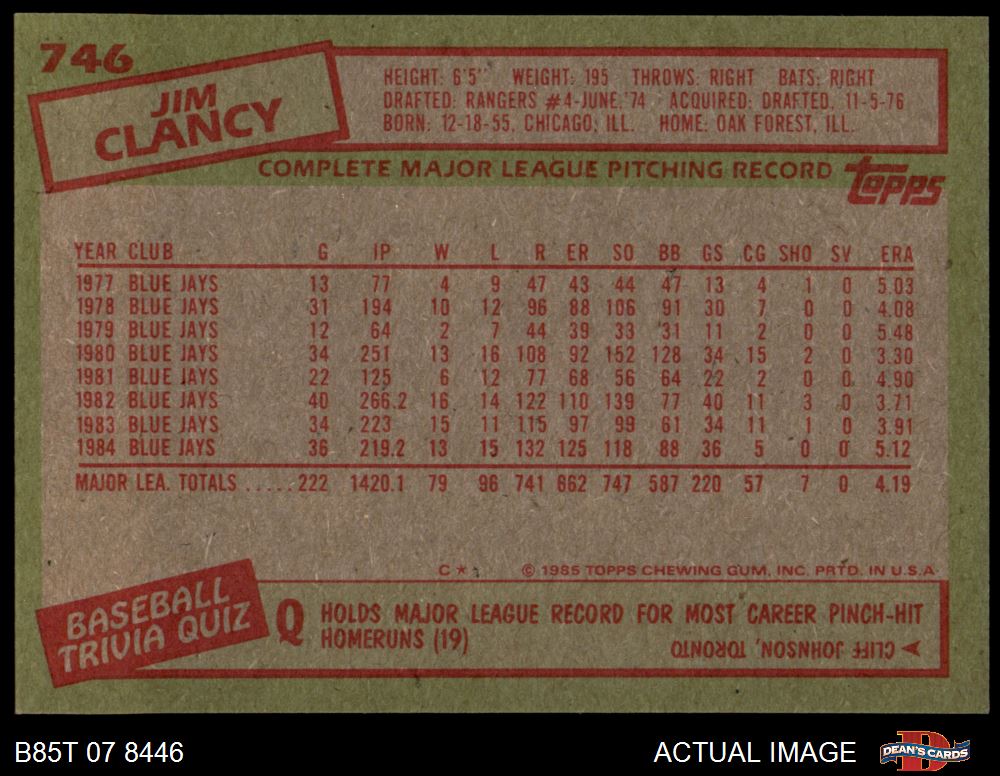 746
JIM
CLANCY
HEIGHT: 6'5" WEIGHT: 195 THROWS: RIGHT BATS: RIGHT
DRAFTED: RANGERS #4-JUNE,'74 ACQUIRED: DRAFTED, 11-5-76
BORN: 12-18-55, CHICAGO, ILL. HOME: OAK FOREST, ILL.
COMPLETE MAJOR LEAGUE PITCHING RECORD
Topps
YEAR CLUB G IP W L R ER SO BB GS CG SHO SV ERA
1977 BLUE JAYS 13 77 4 9 47 43 44 47 13 4 1 0 5.03
1978 BLUE JAYS 31 194 10 12 96 88 106 91 30 7 0 0 4.08
1979 BLUE JAYS 12 64 2 7 44 39 33 31 11 2 0 0 5.48
1980 BLUE JAYS 34 251 13 16 108 92 152 128 34 15 2 0 3.30
1981 BLUE JAYS 22 125 6 12 77 68 56 64 22 2 0 0 4.90
1982 BLUE JAYS 40 266.2 16 14 122 110 139 77 40 11 3 0 3.71
1983 BLUE JAYS 34 223 15 11 115 97 99 61 34 11 1 0 3.91
1984 BLUE JAYS 36 219.2 13 15 132 125 118 88 36 5 0 0 5.12
MAJOR LEA. TOTALS ..... 222 1420.1 79 96 741 662 747 587 220 57 7 0 4.19
C* © 1985 TOPPS CHEWING GUM, INC. PRTD. IN U.S.A.
BASEBALL
TRIVIA QUIZ
Q HOLDS MAJOR LEAGUE RECORD FOR MOST CAREER PINCH-HIT
HOMERUNS (19)
CLIFF JOHNSON, TORONTO
B85T 07 8446
ACTUAL IMAGE
D
DEAN'S CARDS